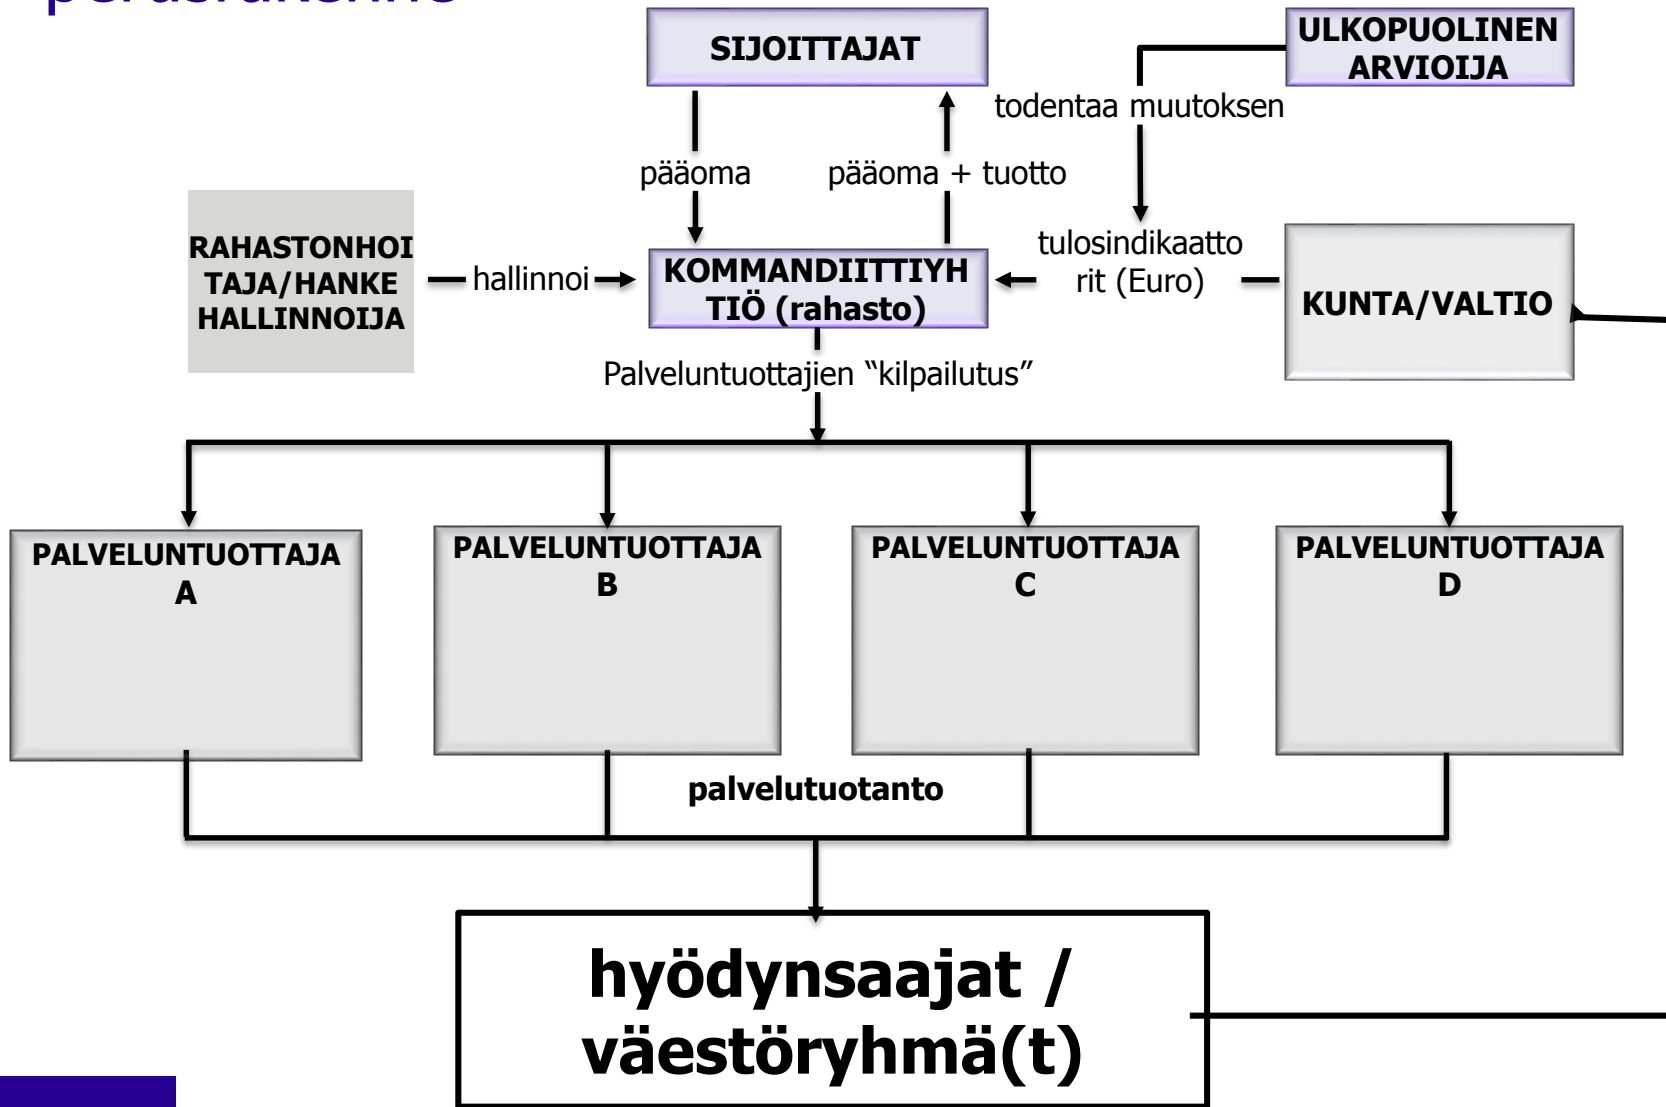 perusrakenne
SIJOITTAJAT
ULKOPUOLINEN
ARVIOIJA
todentaa muutoksen
pääoma
pääoma + tuotto
RAHASTONHOI
TAJA/HANKE
HALLINNOIJA
hallinnoi
KOMMANDIITTIYH
TIÖ (rahasto)
tulosindikaatto
rit (Euro)
KUNTA/VALTIO
Palveluntuottajien “kilpailutus”
PALVELUNTUOTTAJA
A
PALVELUNTUOTTAJA
B
PALVELUNTUOTTAJA
C
PALVELUNTUOTTAJA
D
palvelutuotanto
hyödynsaajat /
väestöryhmä(t)